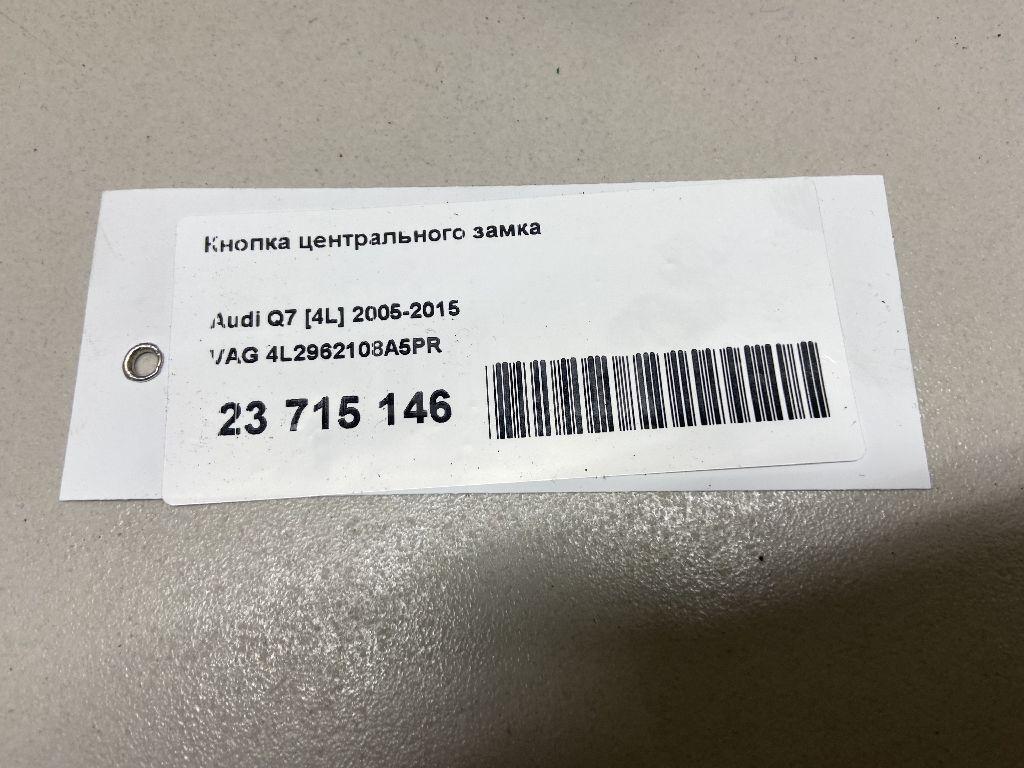 Кнопка центрального замка
Audi Q7 [4L] 2005-2015
VAG 4L2962108A5PR
23 715 146